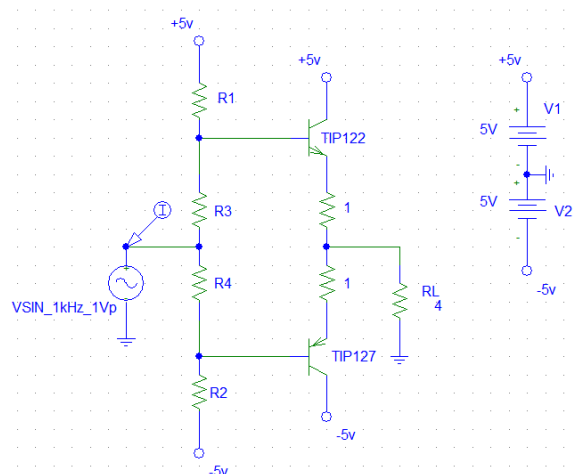 +5v
+5v
+5v
R1
V1
TIP122
5V
+
-
+
R3
1
5V
V2
I
R4
1
RL
4
-
VSIN_1kHz_1Vp
+
-5v
TIP127
R2
-5v
-5v